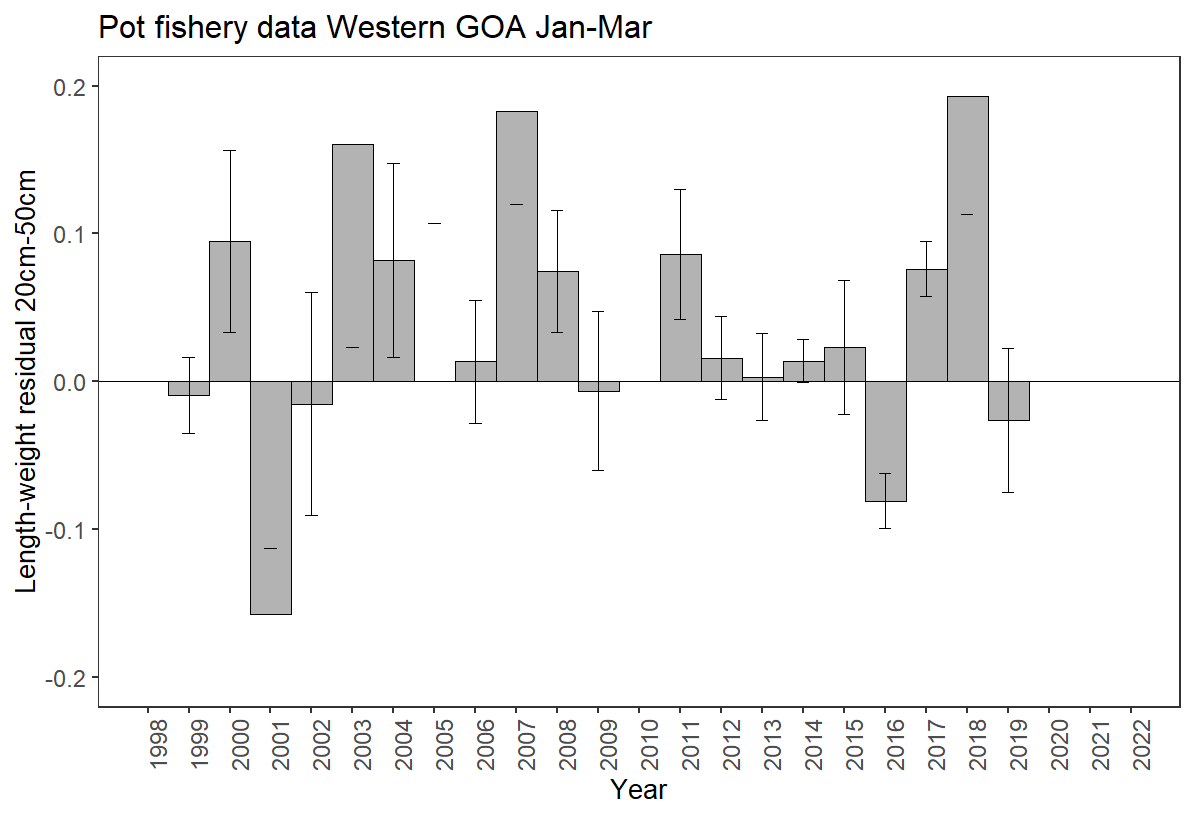 Pot fishery data Western GOA Jan-Mar
Length-weight residual 20cm-50cm
0.2
0.1
0.0
-0.1
-0.2
1998 1999 2000 2001 2002 2003 2004 2005 2006 2007 2008 2009 2010 2011 2012 2013 2014 2015 2016 2017 2018 2019 2020 2021 2022
Year